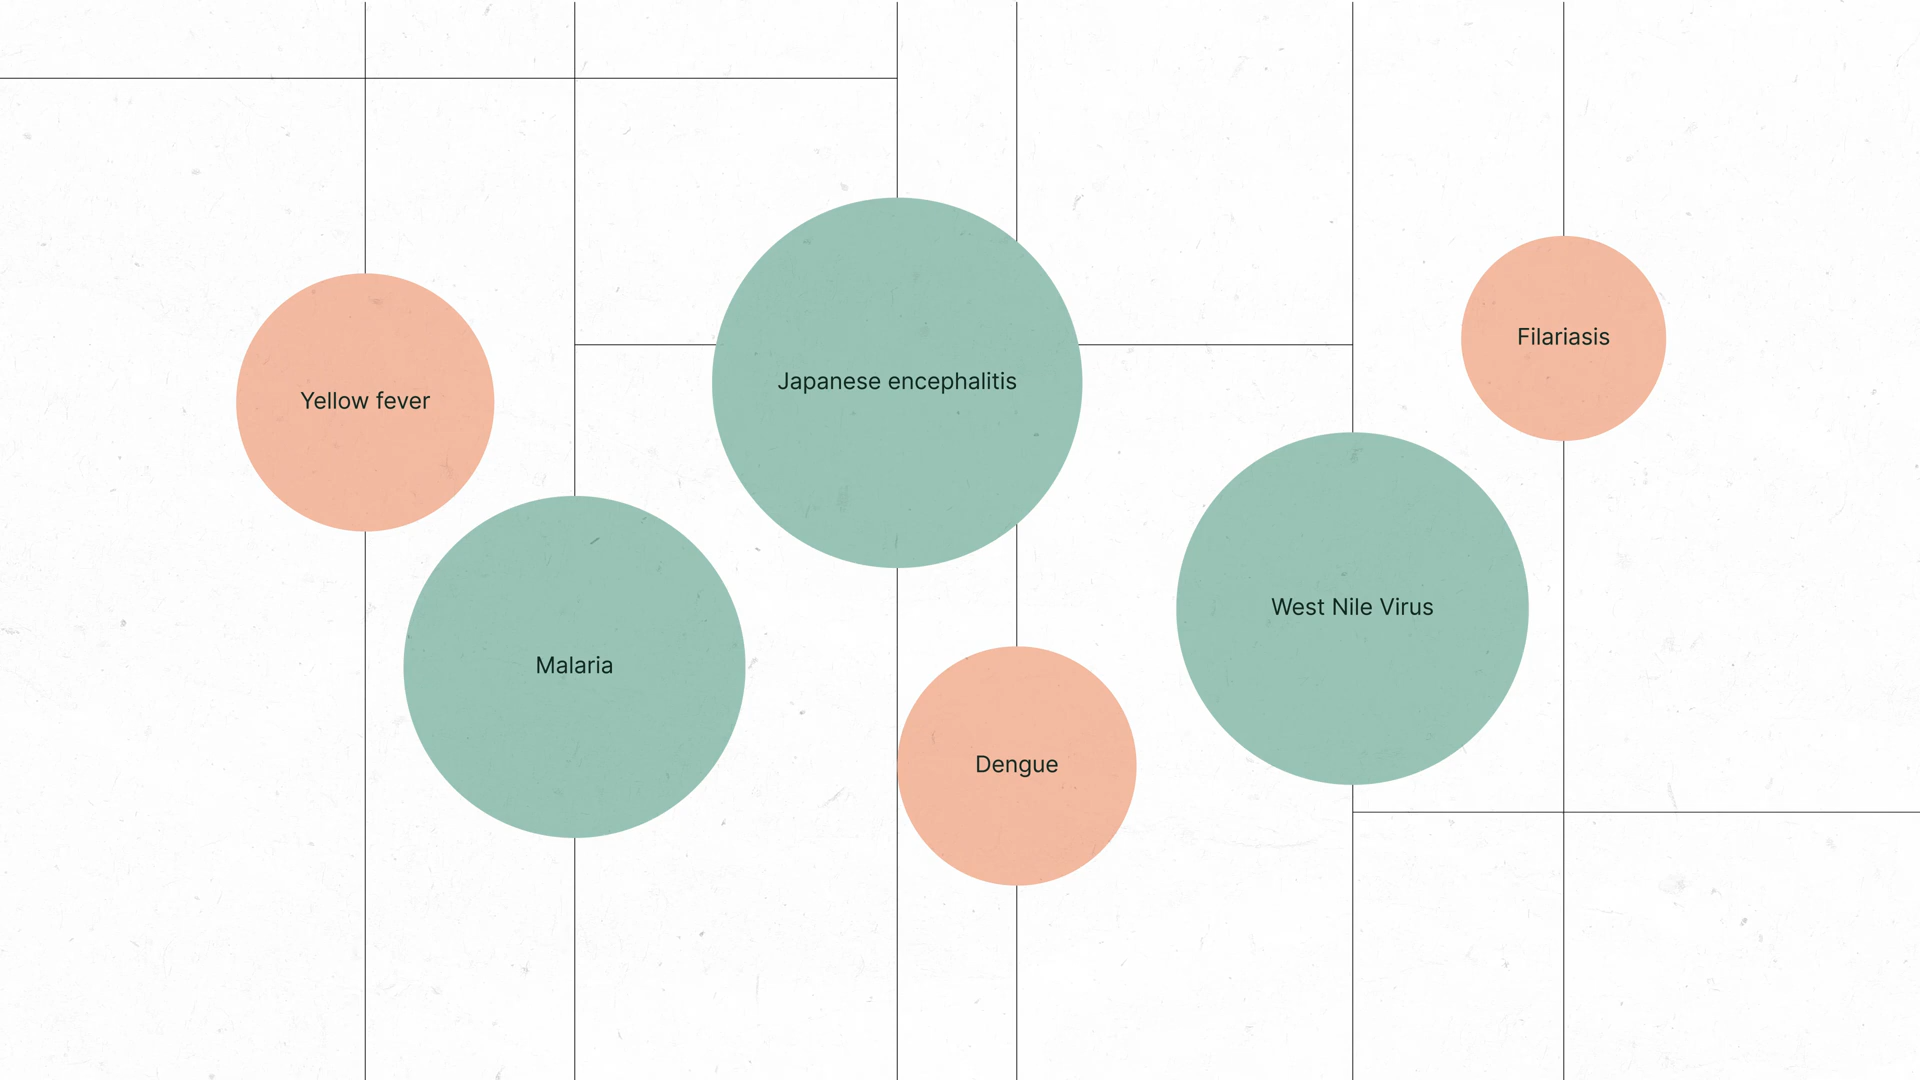 Yellow fever
Malaria
Japanese encephalitis
Dengue
West Nile Virus
Filariasis